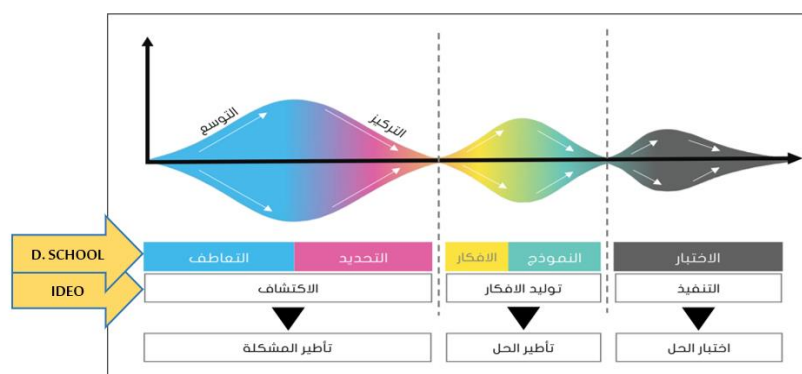 التوسع
التركيز
D. SCHOOL
التعاطف
التحديد
الافكار
النموذج
الاختبار
IDEO
الاكتشاف
توليد الافكار
التنفيذ
تأطير المشكلة
تأطير الحل
اختبار الحل